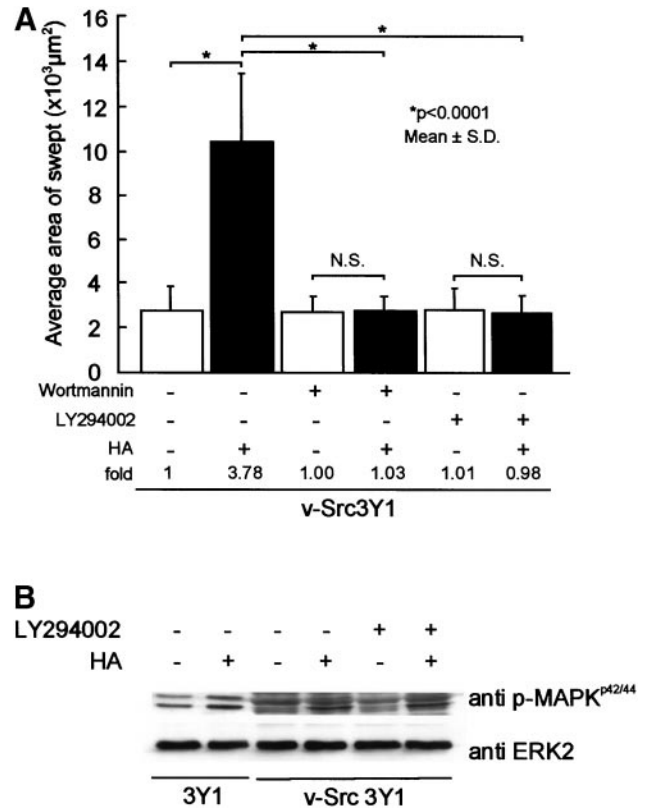 A
Average area of swept (x10³µm²)
16
14
12
10
8
6
4
2
0
* * *
*p<0.0001
Mean ± S.D.
N.S. N.S.
Wortmannin - - + + - -
LY294002 - - - - + +
HA - + - + - +
fold 1 3.78 1.00 1.03 1.01 0.98
v-Src3Y1
B
LY294002 - - - - + +
HA - + - + - +
anti p-MAPKp42/44
anti ERK2
3Y1 v-Src 3Y1